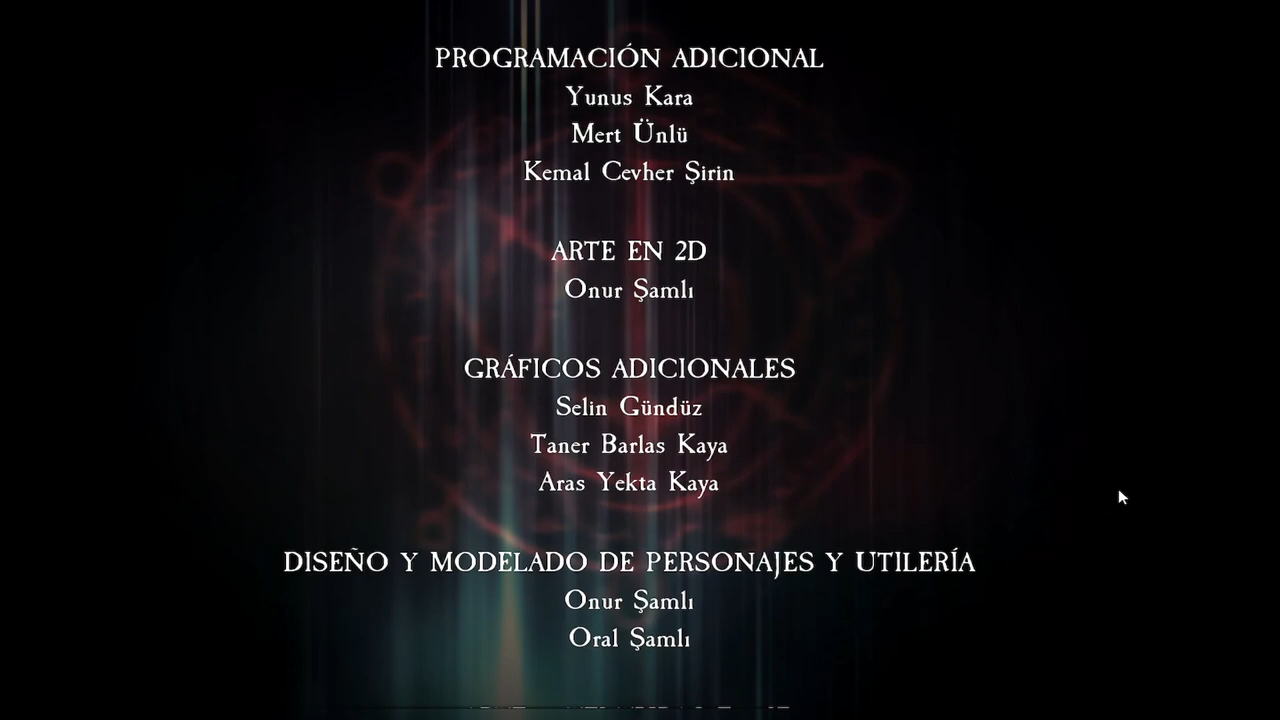 PROGRAMACIÓN ADICIONAL
Yunus Kara
Mert Ünlü
Kemal Cevher Şirin
ARTE EN 2D
Onur Şamlı
GRÁFICOS ADICIONALES
Selin Gündüz
Taner Barlas Kaya
Aras Yekta Kaya
DISEÑO Y MODELADO DE PERSONAJES Y UTILERÍA
Onur Şamlı
Oral Şamlı